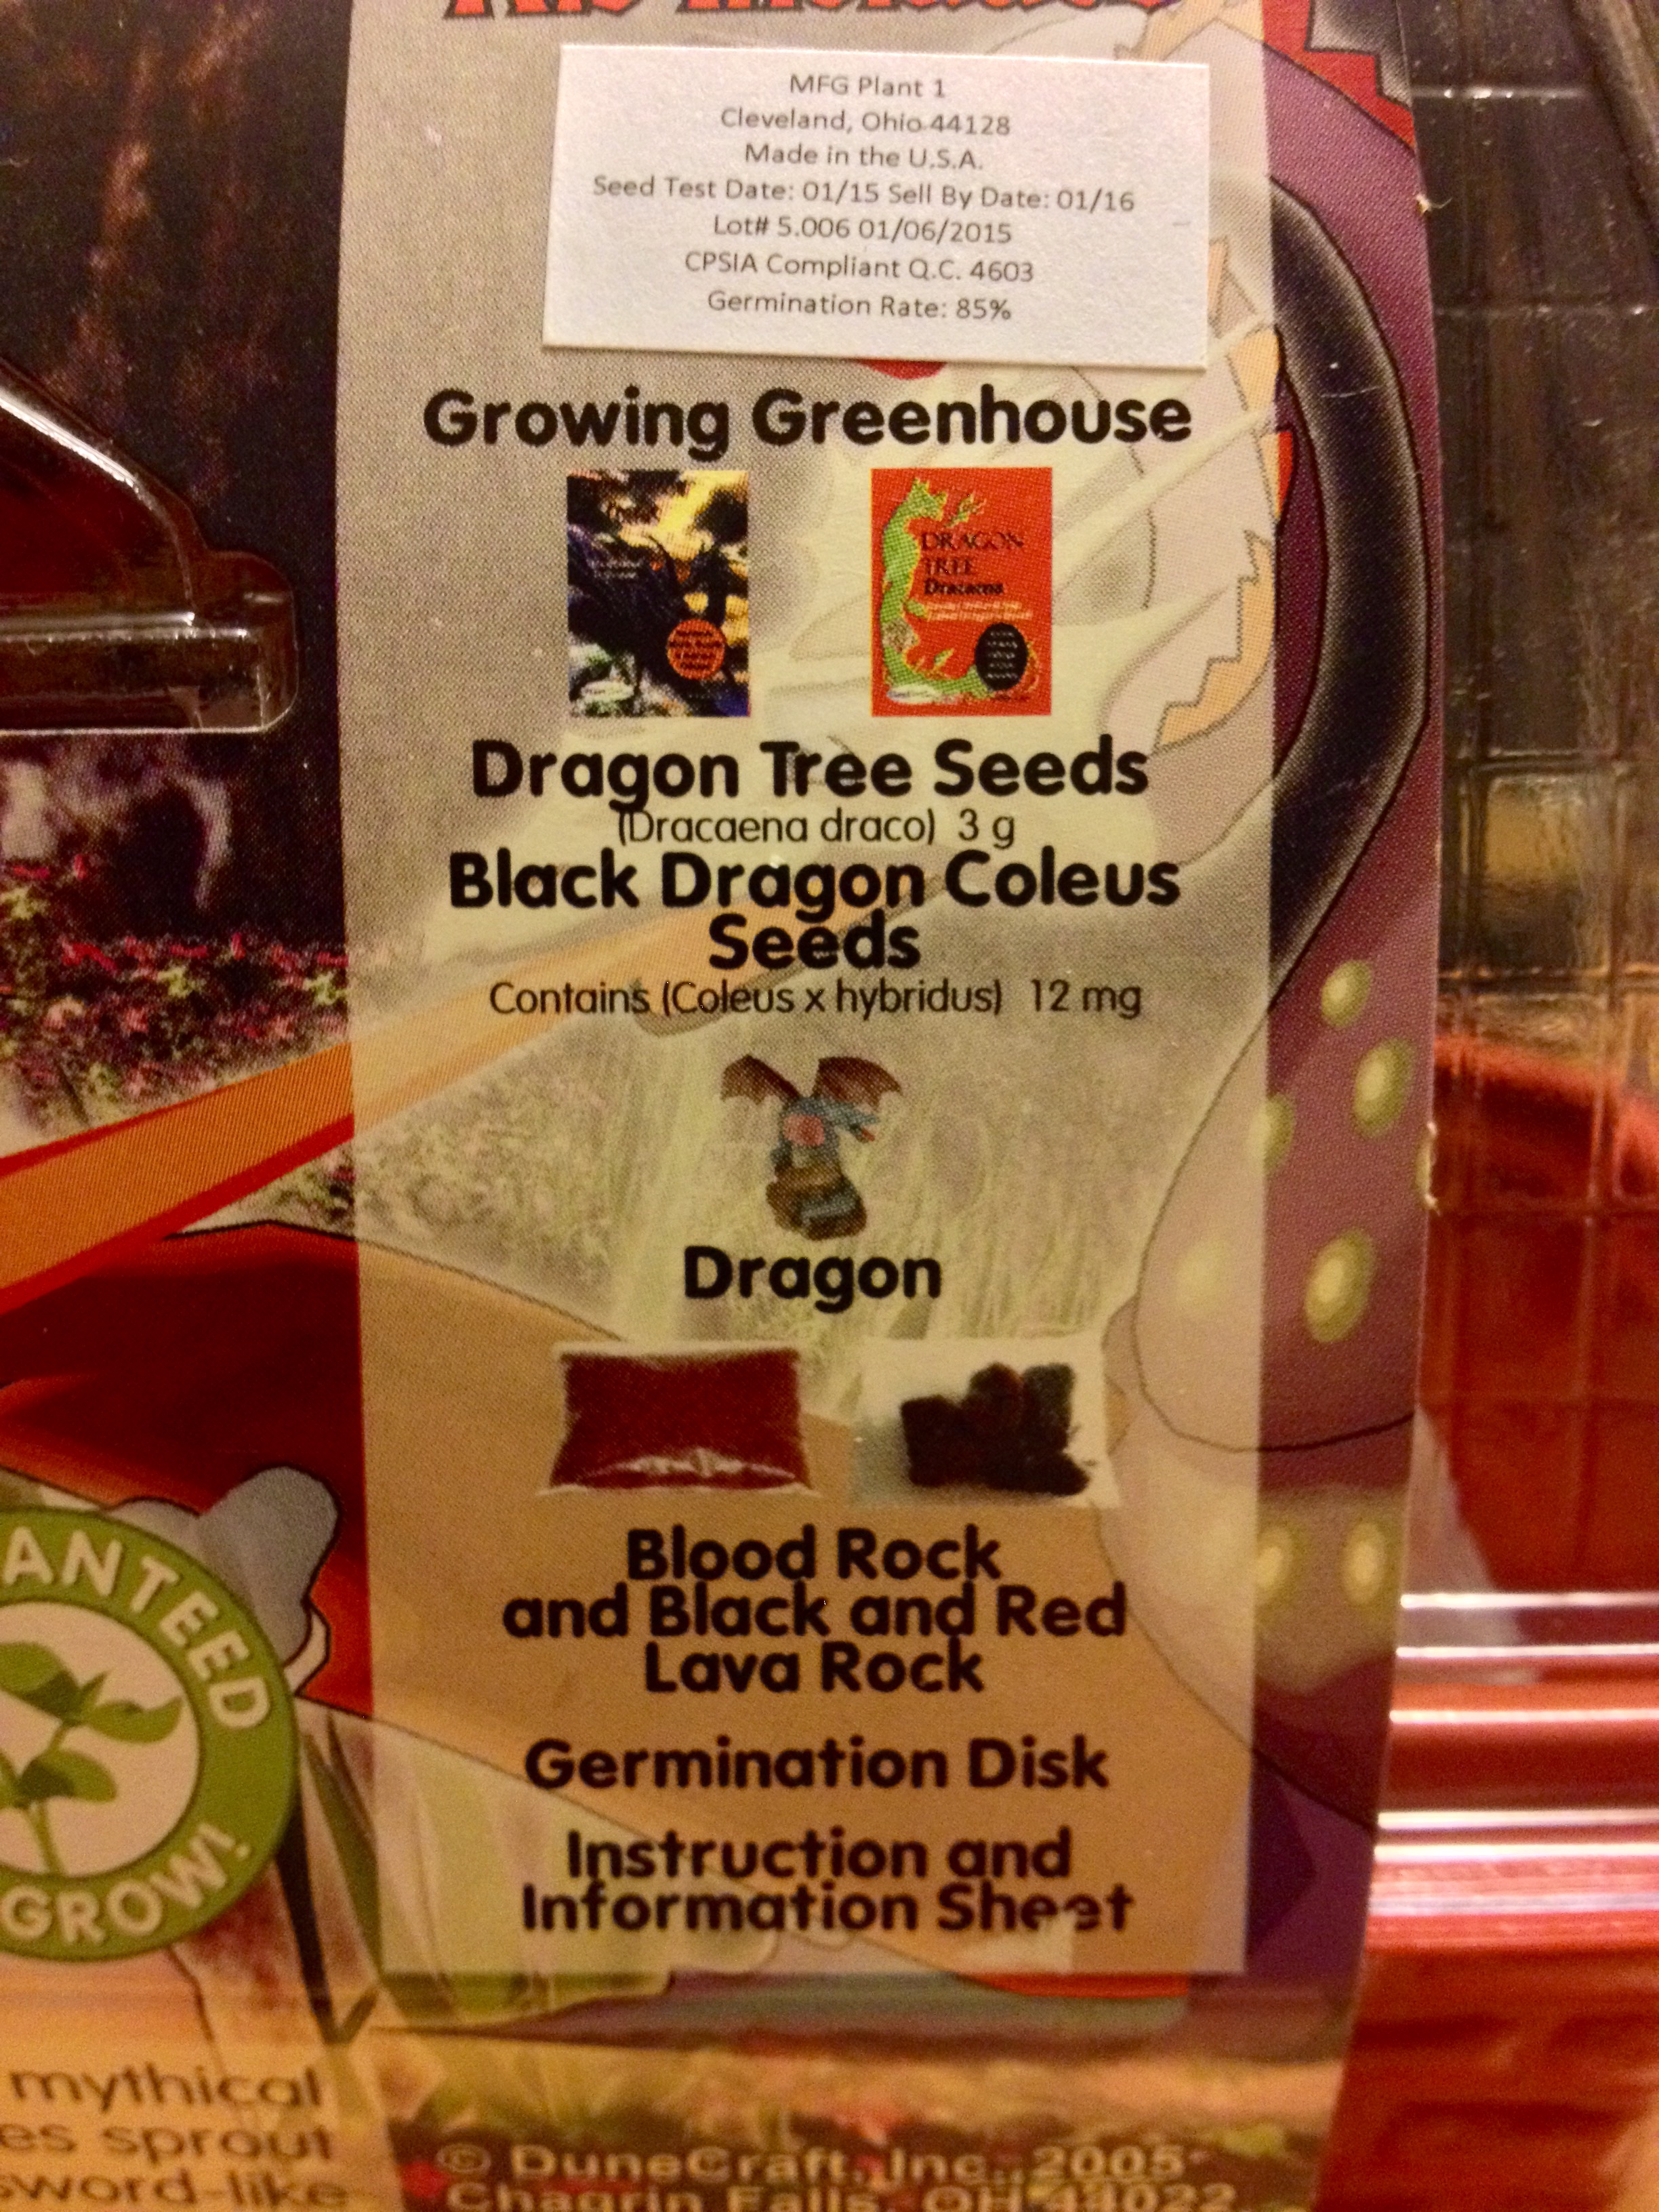 MFG Plant 1
Cleveland, Ohio 44128
Made in the U.S.A.
Seed Test Date: 01/15 Sell By Date: 01/16
Lot# 5.006 01/06/2015
CPSIA Compliant Q.C. 4603
Germination Rate: 85%
Growing Greenhouse
DRAGON
TREE
Dracaena
Dragon Tree Seeds
(Dracaena draco) 3 g
Black Dragon Coleus
Seeds
Contains (Coleus x hybridus) 12 mg
Dragon
Blood Rock
and Black and Red
Lava Rock
Germination Disk
Instruction and
Information Sheet
ANTEED
GROW!
mythical
es sprout
sword-like
© DuneCraft, Inc., 2005
Chagrin Falls, OH 44022